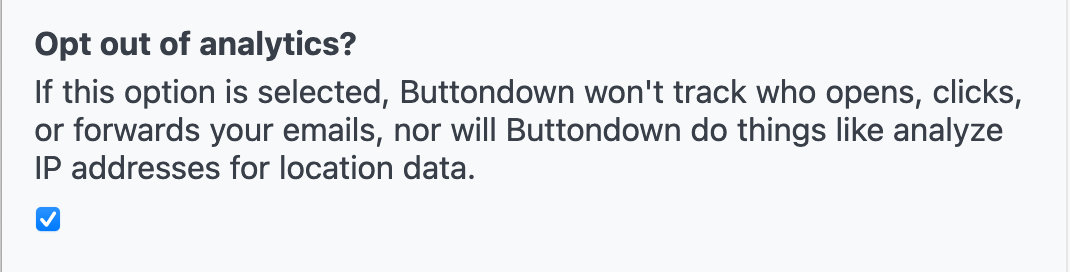 Opt out of analytics?
If this option is selected, Buttondown won't track who opens, clicks,
or forwards your emails, nor will Buttondown do things like analyze
IP addresses for location data.